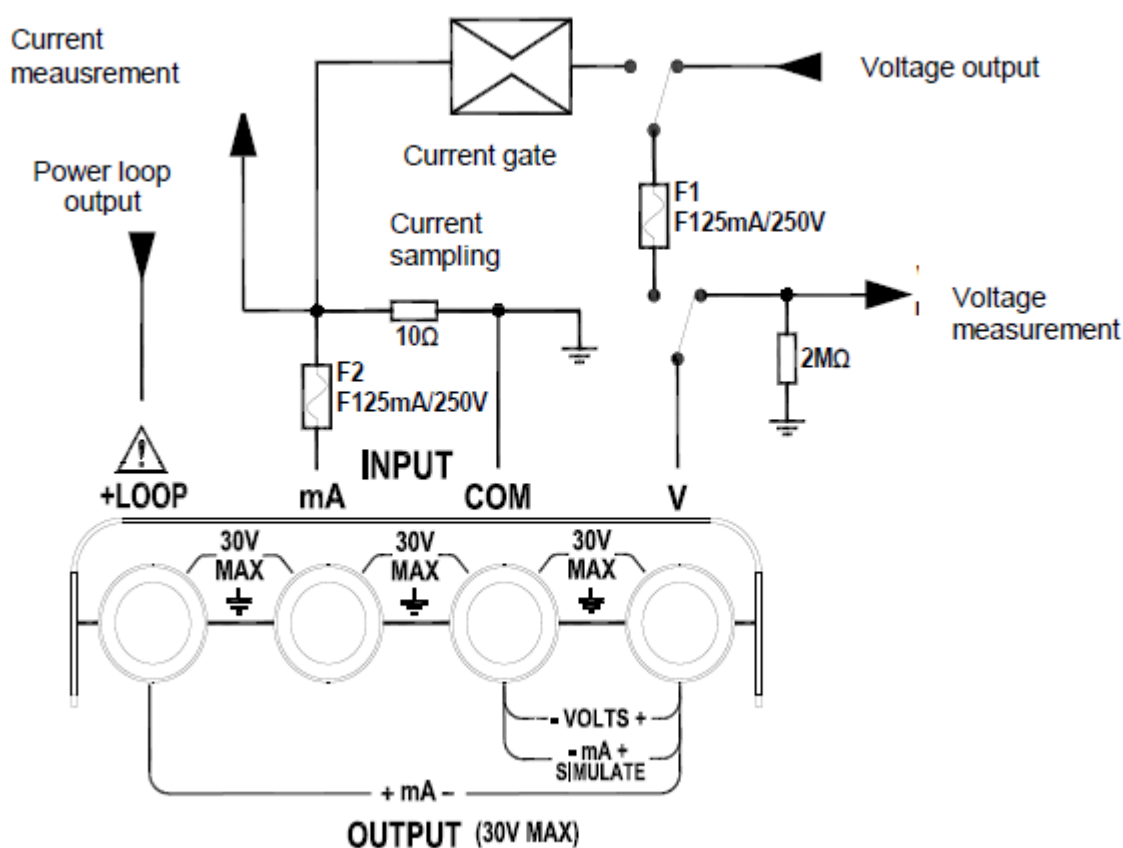 Current
meausrement
Voltage output
Power loop
output
Current gate
F1
F125mA/250V
Current
sampling
Voltage
measurement
10Ω
2MΩ
F2
F125mA/250V
INPUT
+LOOP
mA
COM
V
30V
MAX
30V
MAX
30V
MAX
- VOLTS +
- mA +
SIMULATE
+ mA -
OUTPUT (30V MAX)